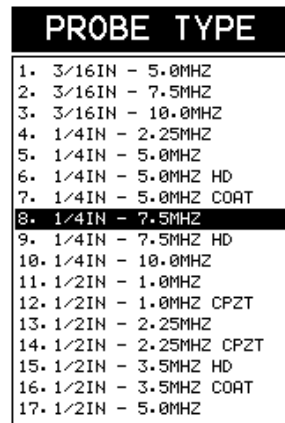 PROBE TYPE
1. 3/16IN - 5.0MHZ
2. 3/16IN - 7.5MHZ
3. 3/16IN - 10.0MHZ
4. 1/4IN - 2.25MHZ
5. 1/4IN - 5.0MHZ
6. 1/4IN - 5.0MHZ HD
7. 1/4IN - 5.0MHZ COAT
8. 1/4IN - 7.5MHZ
9. 1/4IN - 7.5MHZ HD
10. 1/4IN - 10.0MHZ
11. 1/2IN - 1.0MHZ
12. 1/2IN - 1.0MHZ CPZT
13. 1/2IN - 2.25MHZ
14. 1/2IN - 2.25MHZ CPZT
15. 1/2IN - 3.5MHZ HD
16. 1/2IN - 3.5MHZ COAT
17. 1/2IN - 5.0MHZ